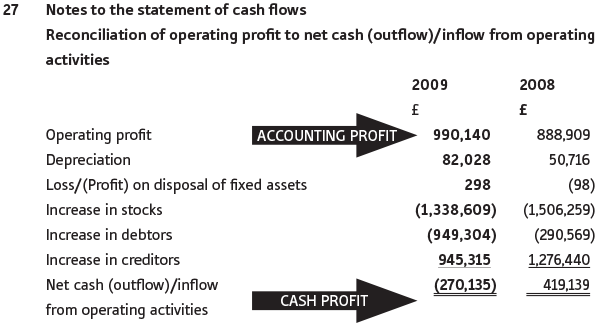 27 Notes to the statement of cash flows
Reconciliation of operating profit to net cash (outflow)/inflow from operating
activities
2009 2008
£ £
Operating profit ACCOUNTING PROFIT 990,140 888,909
Depreciation 82,028 50,716
Loss/(Profit) on disposal of fixed assets 298 (98)
Increase in stocks (1,338,609) (1,506,259)
Increase in debtors (949,304) (290,569)
Increase in creditors 945,315 1,276,440
Net cash (outflow)/inflow (270,135) 419,139
from operating activities CASH PROFIT